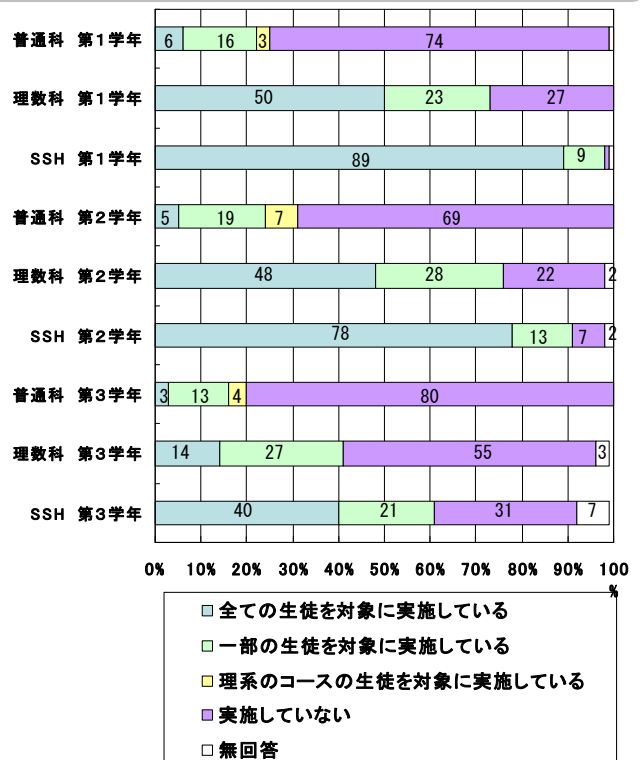 普通科 第1学年 6 16 3 74
理数科 第1学年 50 23 27
SSH 第1学年 89 9
普通科 第2学年 5 19 7 69
理数科 第2学年 48 28 22 2
SSH 第2学年 78 13 7 2
普通科 第3学年 3 13 4 80
理数科 第3学年 14 27 55 3
SSH 第3学年 40 21 31 7
0% 10% 20% 30% 40% 50% 60% 70% 80% 90% 100
%
全ての生徒を対象に実施している
一部の生徒を対象に実施している
理系のコースの生徒を対象に実施している
実施していない
無回答